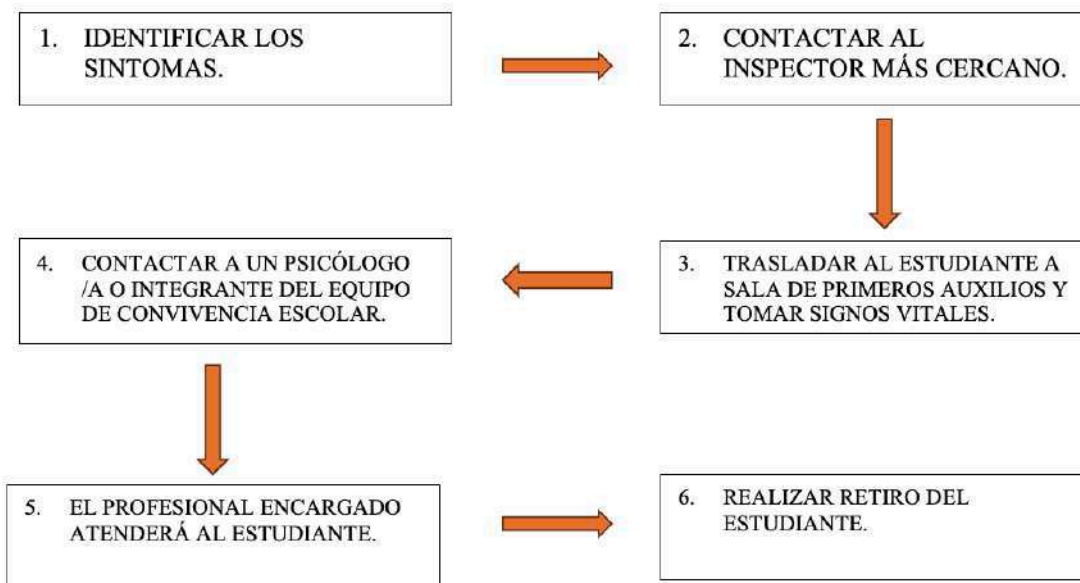 1. IDENTIFICAR LOS
SINTOMAS.
2. CONTACTAR AL
INSPECTOR MÁS CERCANO.
3. TRASLADAR AL ESTUDIANTE A
SALA DE PRIMEROS AUXILIOS Y
TOMAR SIGNOS VITALES.
4. CONTACTAR A UN PSICÓLOGO
/A O INTEGRANTE DEL EQUIPO
DE CONVIVENCIA ESCOLAR.
5. EL PROFESIONAL ENCARGADO
ATENDERÁ AL ESTUDIANTE.
6. REALIZAR RETIRO DEL
ESTUDIANTE.